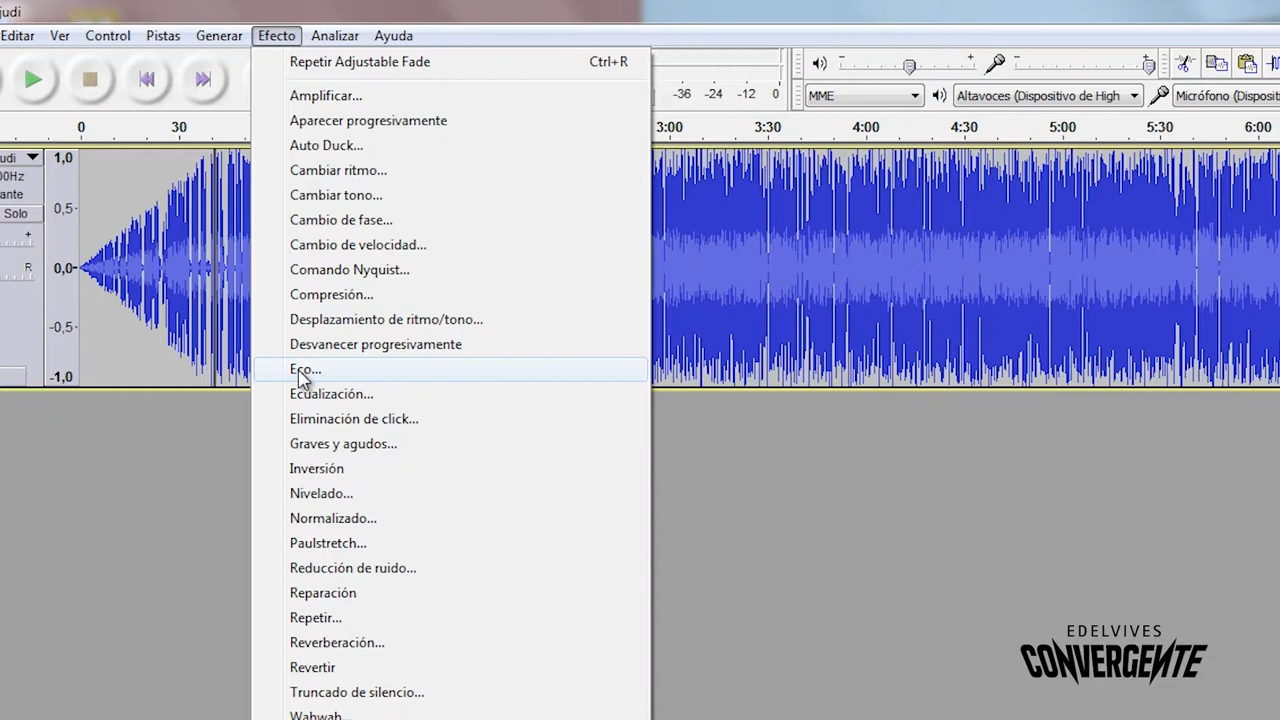 judi
Editar Ver Control Pistas Generar Efecto Analizar Ayuda
Repetir Adjustable Fade Ctrl+R
-36 -24 -12 0
MME Altavoces (Dispositivo de High Micrófono (Disposit
0 30 3:00 3:30 4:00 4:30 5:00 5:30 6:00
Amplificar...
Aparecer progresivamente
Auto Duck...
Cambiar ritmo...
Cambiar tono...
Cambio de fase...
Cambio de velocidad...
Comando Nyquist...
Compresión...
Desplazamiento de ritmo/tono...
Desvanecer progresivamente
Eco...
Ecualización...
Eliminación de click...
Graves y agudos...
Inversión
Nivelado...
Normalizado...
Paulstretch...
Reducción de ruido...
Reparación
Repetir...
Reverberación...
Revertir
Truncado de silencio...
Wahwah...
udi 1,0
00Hz
ante 0,5
Solo
+
R 0,0
-0,5
-1,0
EDELVIVES
CONVERGENTE